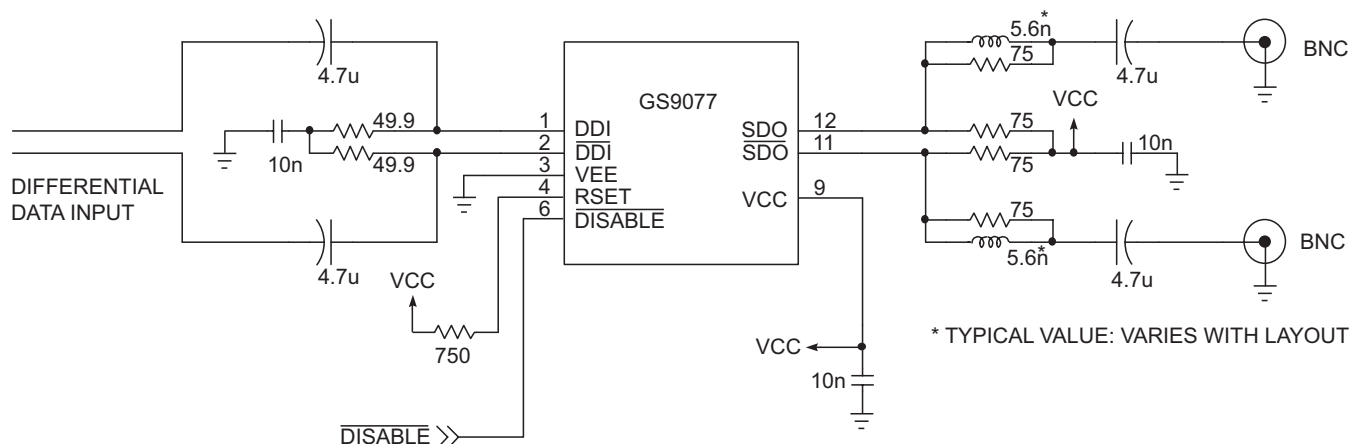 5.6n*
75
4.7u
BNC
4.7u
GS9077
VCC
49.9
10n
49.9
1 DDI
2 DDI
3 VEE
4 RSET
6 DISABLE
SDO 12
SDO 11
VCC 9
75
75
10n
DIFFERENTIAL
DATA INPUT
75
5.6n*
4.7u
BNC
4.7u
VCC
750
VCC
10n
* TYPICAL VALUE: VARIES WITH LAYOUT
DISABLE